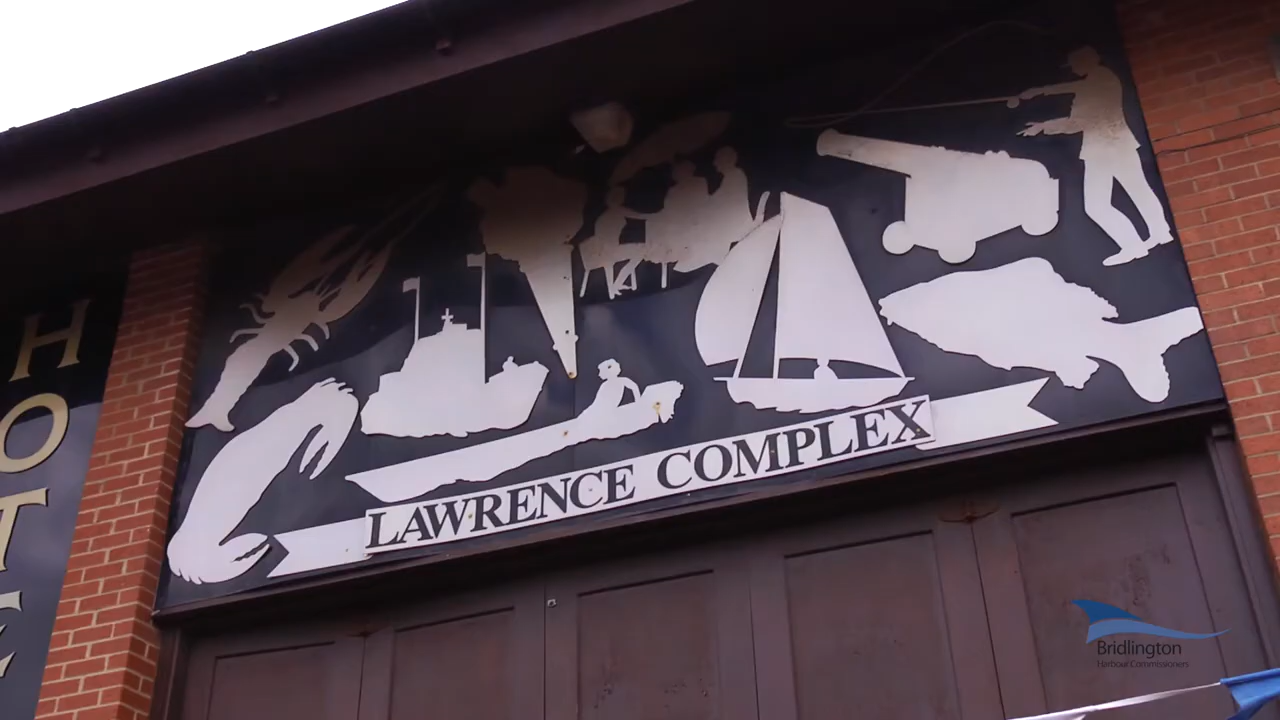 H
O
T
LAWRENCE COMPLEX
Bridlington
Harbour Commissioners